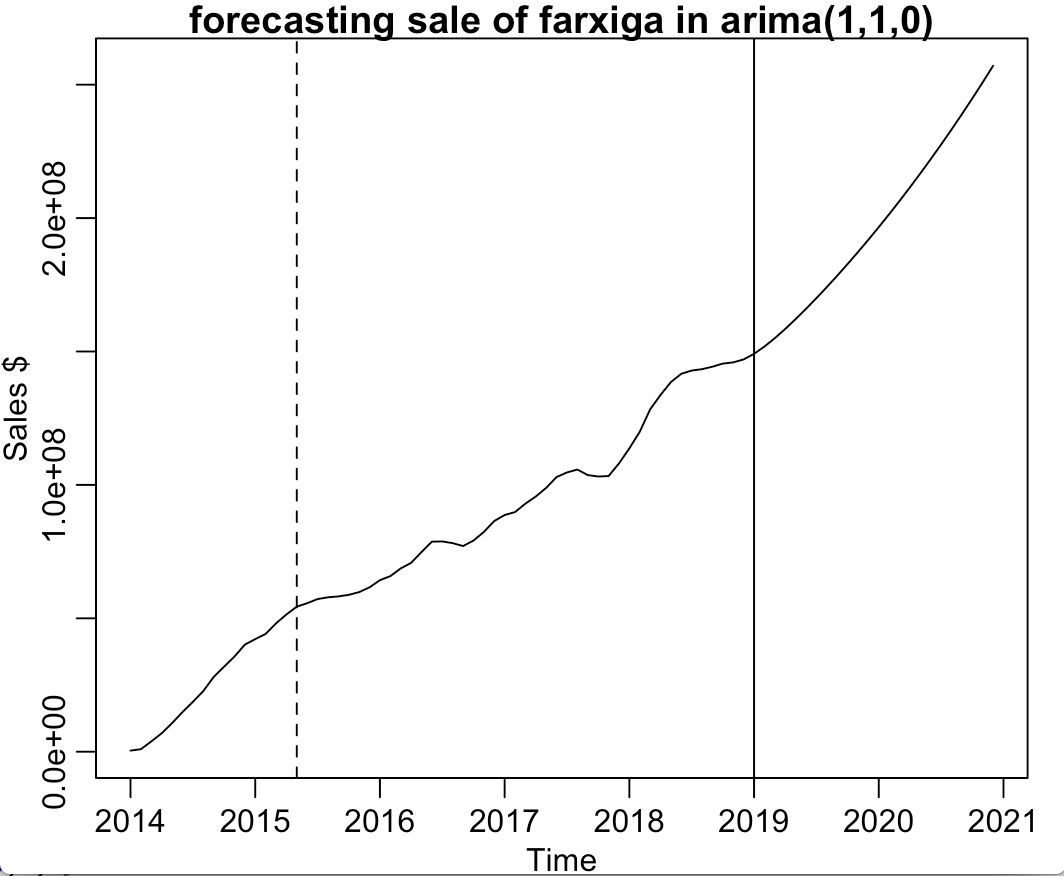 forecasting sale of farxiga in arima(1,1,0)
2.0e+08
1.0e+08
0.0e+00
Sales $
2014 2015 2016 2017 2018 2019 2020 2021
Time